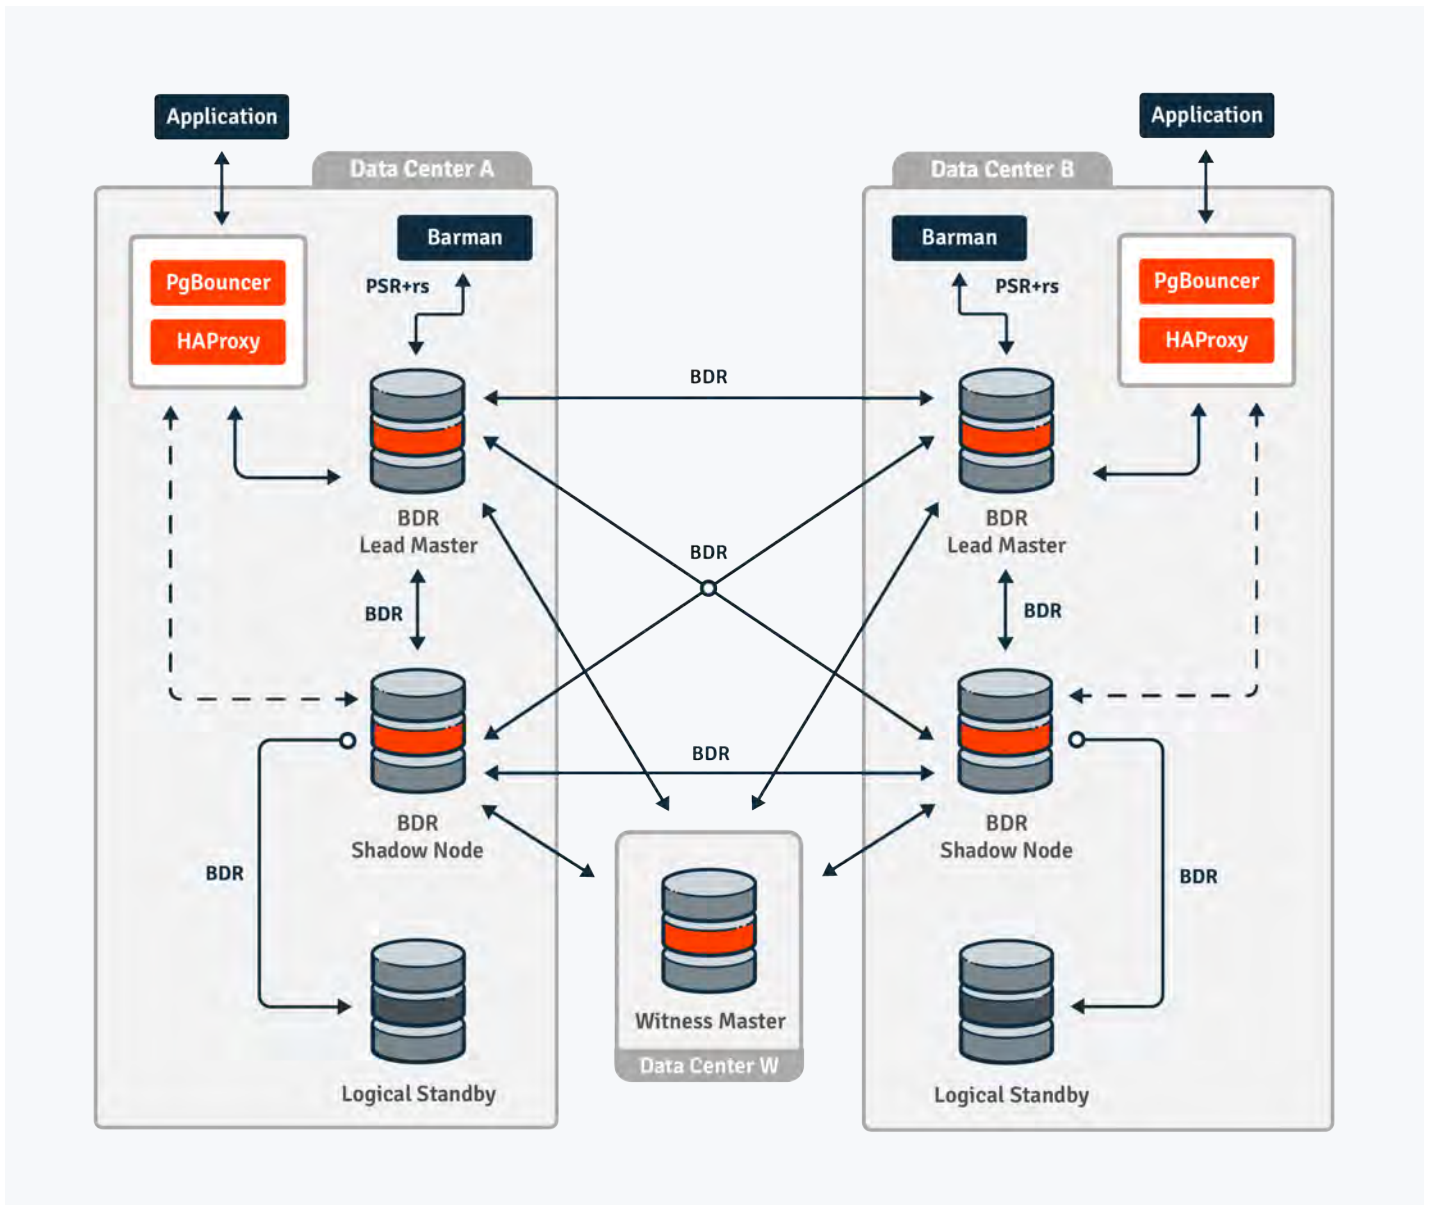 Application
Application
Data Center A
Data Center B
Barman
Barman
PgBouncer
PSR+rs
PSR+rs
PgBouncer
HAProxy
HAProxy
BDR
BDR
Lead Master
BDR
BDR
Lead Master
BDR
BDR
BDR
BDR
Shadow Node
BDR
Shadow Node
BDR
BDR
Witness Master
Data Center W
Logical Standby
Logical Standby